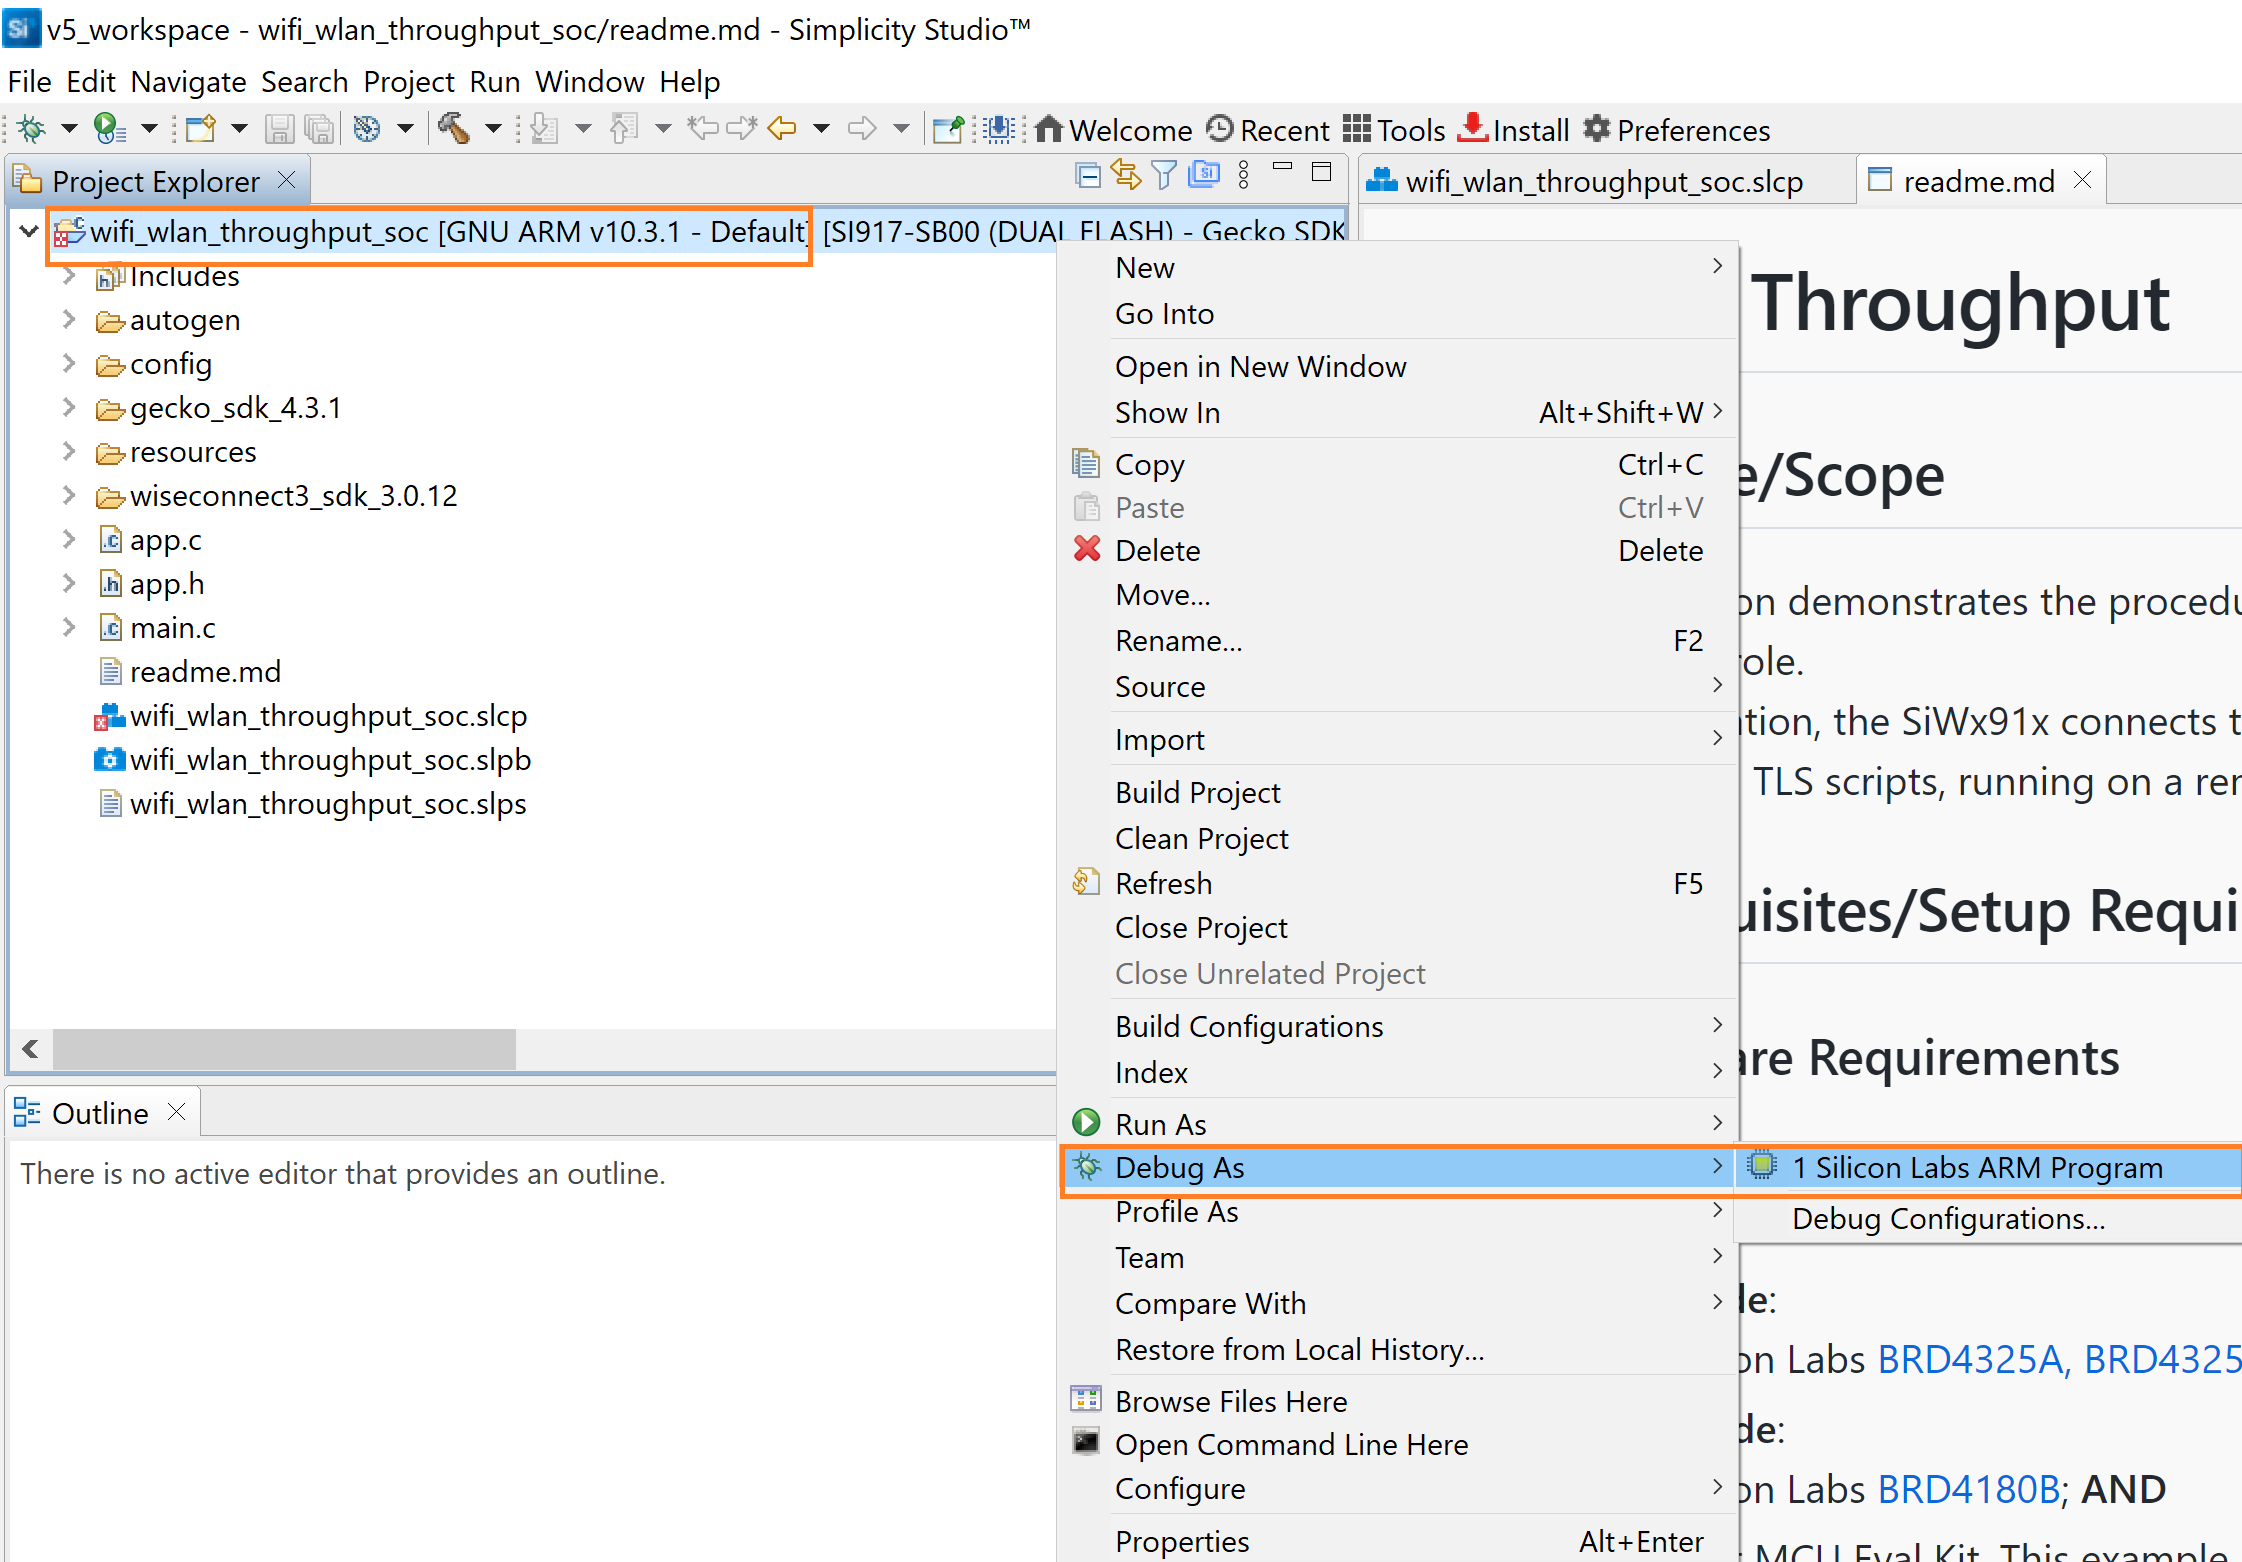 v5_workspace - wifi_wlan_throughput_soc/readme.md - Simplicity Studio™
File Edit Navigate Search Project Run Window Help
Welcome Recent Tools Install Preferences
Project Explorer
wifi_wlan_throughput_soc.slcp
readme.md
wifi_wlan_throughput_soc [GNU ARM v10.3.1 - Default] [SI917-SB00 (DUAL FLASH) - Gecko SDK
Includes
autogen
config
gecko_sdk_4.3.1
resources
wiseconnect3_sdk_3.0.12
app.c
app.h
main.c
readme.md
wifi_wlan_throughput_soc.slcp
wifi_wlan_throughput_soc.slpb
wifi_wlan_throughput_soc.slps
Outline
There is no active editor that provides an outline.
New
Go Into
Open in New Window
Show In Alt+Shift+W
Copy Ctrl+C
Paste Ctrl+V
Delete Delete
Move...
Rename... F2
Source
Import
Build Project
Clean Project
Refresh F5
Close Project
Close Unrelated Project
Build Configurations
Index
Run As
Debug As
Profile As
Team
Compare With
Restore from Local History...
Browse Files Here
Open Command Line Here
Configure
Properties Alt+Enter
1 Silicon Labs ARM Program
Debug Configurations...
Throughput
e/Scope
on demonstrates the procedu
role.
ation, the SiWx91x connects t
TLS scripts, running on a rer
uisites/Setup Requi
are Requirements
de:
on Labs BRD4325A, BRD4325
de:
on Labs BRD4180B; AND
MCU Eval Kit. This example